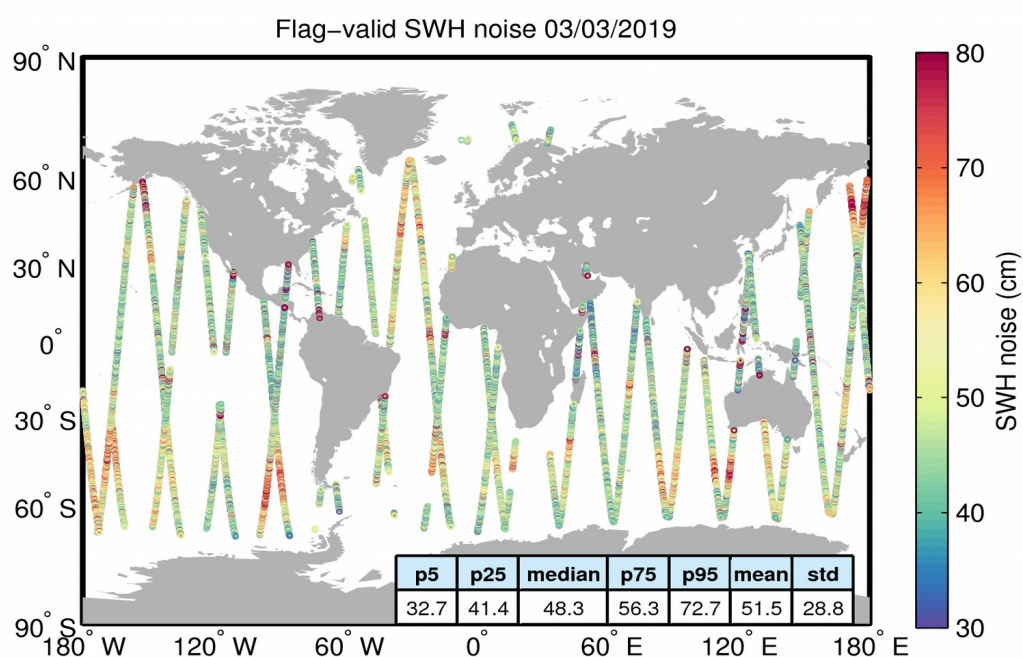 Flag−valid SWH noise 03/03/2019
90° N
60° N
30° N
0°
30° S
60° S
90° S
180° W
120° W
60° W
0°
60° E
120° E
180° E
80
70
60
50
40
30
SWH noise (cm)
p5 p25 median p75 p95 mean std
32.7 41.4 48.3 56.3 72.7 51.5 28.8